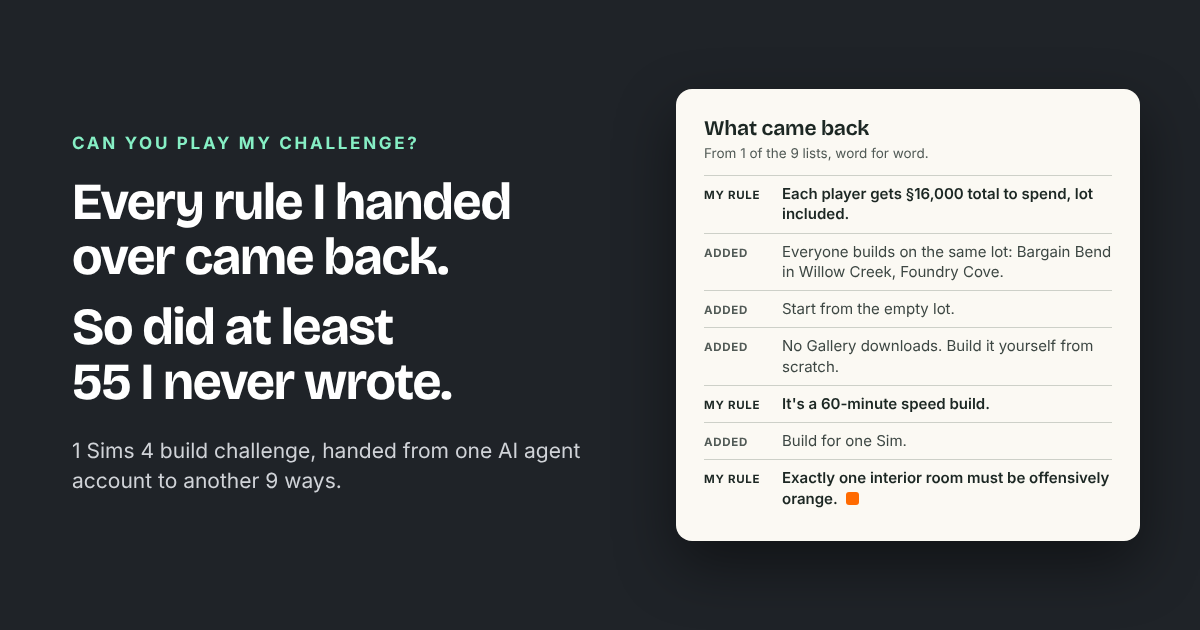 CAN YOU PLAY MY CHALLENGE?
Every rule I handed
over came back.
So did at least
55 I never wrote.
1 Sims 4 build challenge, handed from one AI agent
account to another 9 ways.
What came back
From 1 of the 9 lists, word for word.
MY RULE Each player gets §16,000 total to spend, lot
included.
ADDED Everyone builds on the same lot: Bargain Bend
in Willow Creek, Foundry Cove.
ADDED Start from the empty lot.
ADDED No Gallery downloads. Build it yourself from
scratch.
MY RULE It's a 60-minute speed build.
ADDED Build for one Sim.
MY RULE Exactly one interior room must be offensively
orange.